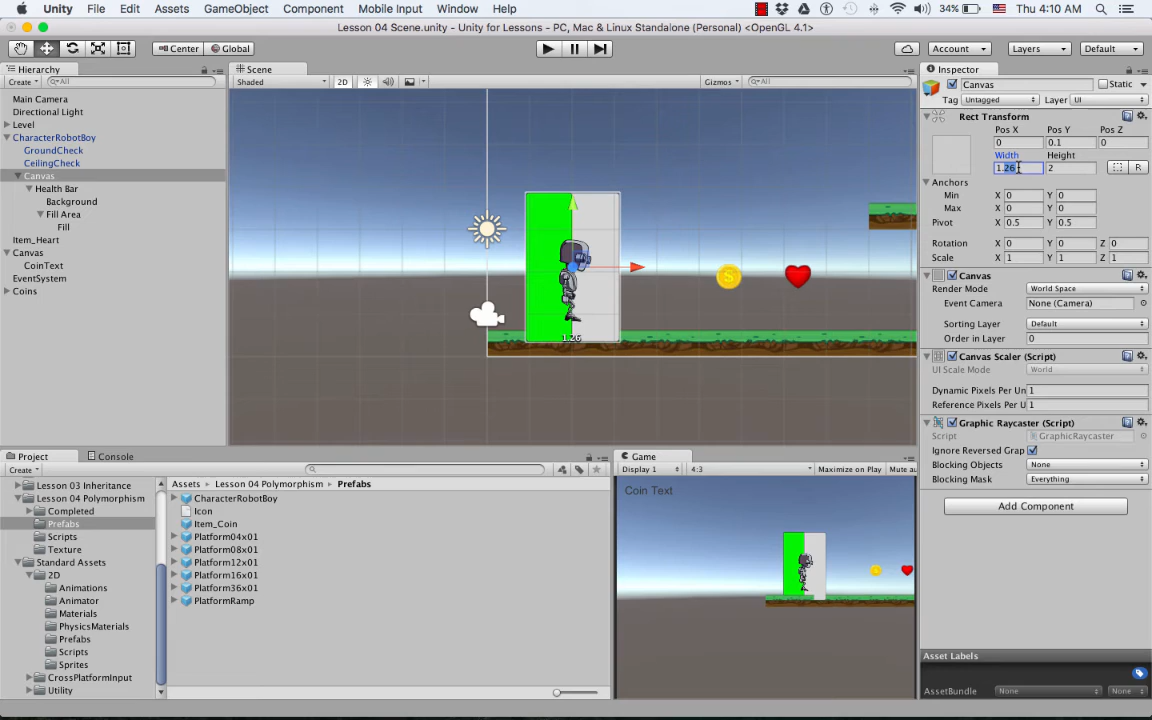 Unity File Edit Assets GameObject Component Mobile Input Window Help 34% Thu 4:10 AM
Lesson 04 Scene.unity - Unity for Lessons - PC, Mac & Linux Standalone (Personal) <OpenGL 4.1>
Center Global Account Layers Default
Hierarchy
Create All
Main Camera
Directional Light
Level
CharacterRobotBoy
GroundCheck
CeilingCheck
Canvas
Health Bar
Background
Fill Area
Fill
Item_Heart
Canvas
CoinText
EventSystem
Coins
Scene
Shaded 2D Gizmos All
1.26
Inspector
Canvas Static
Tag Untagged Layer UI
Rect Transform
Pos X Pos Y Pos Z
0 0.1 0
Width Height
1.26 2 R
Anchors
Min X 0 Y 0
Max X 0 Y 0
Pivot X 0.5 Y 0.5
Rotation X 0 Y 0 Z 0
Scale X 1 Y 1 Z 1
Canvas
Render Mode World Space
Event Camera None (Camera)
Sorting Layer Default
Order in Layer 0
Canvas Scaler (Script)
UI Scale Mode World
Dynamic Pixels Per Un 1
Reference Pixels Per U 1
Graphic Raycaster (Script)
Script GraphicRaycaster
Ignore Reversed Grap
Blocking Objects None
Blocking Mask Everything
Add Component
Asset Labels
AssetBundle None None
Project Console
Create
Lesson 03 Inheritance
Lesson 04 Polymorphism
Completed
Prefabs
Scripts
Texture
Standard Assets
2D
Animations
Animator
Materials
PhysicsMaterials
Prefabs
Scripts
Sprites
CrossPlatformInput
Utility
Assets Lesson 04 Polymorphism Prefabs
CharacterRobotBoy
Icon
Item_Coin
Platform04x01
Platform08x01
Platform12x01
Platform16x01
Platform36x01
PlatformRamp
Game
Display 1 4:3 Maximize on Play Mute au
Coin Text